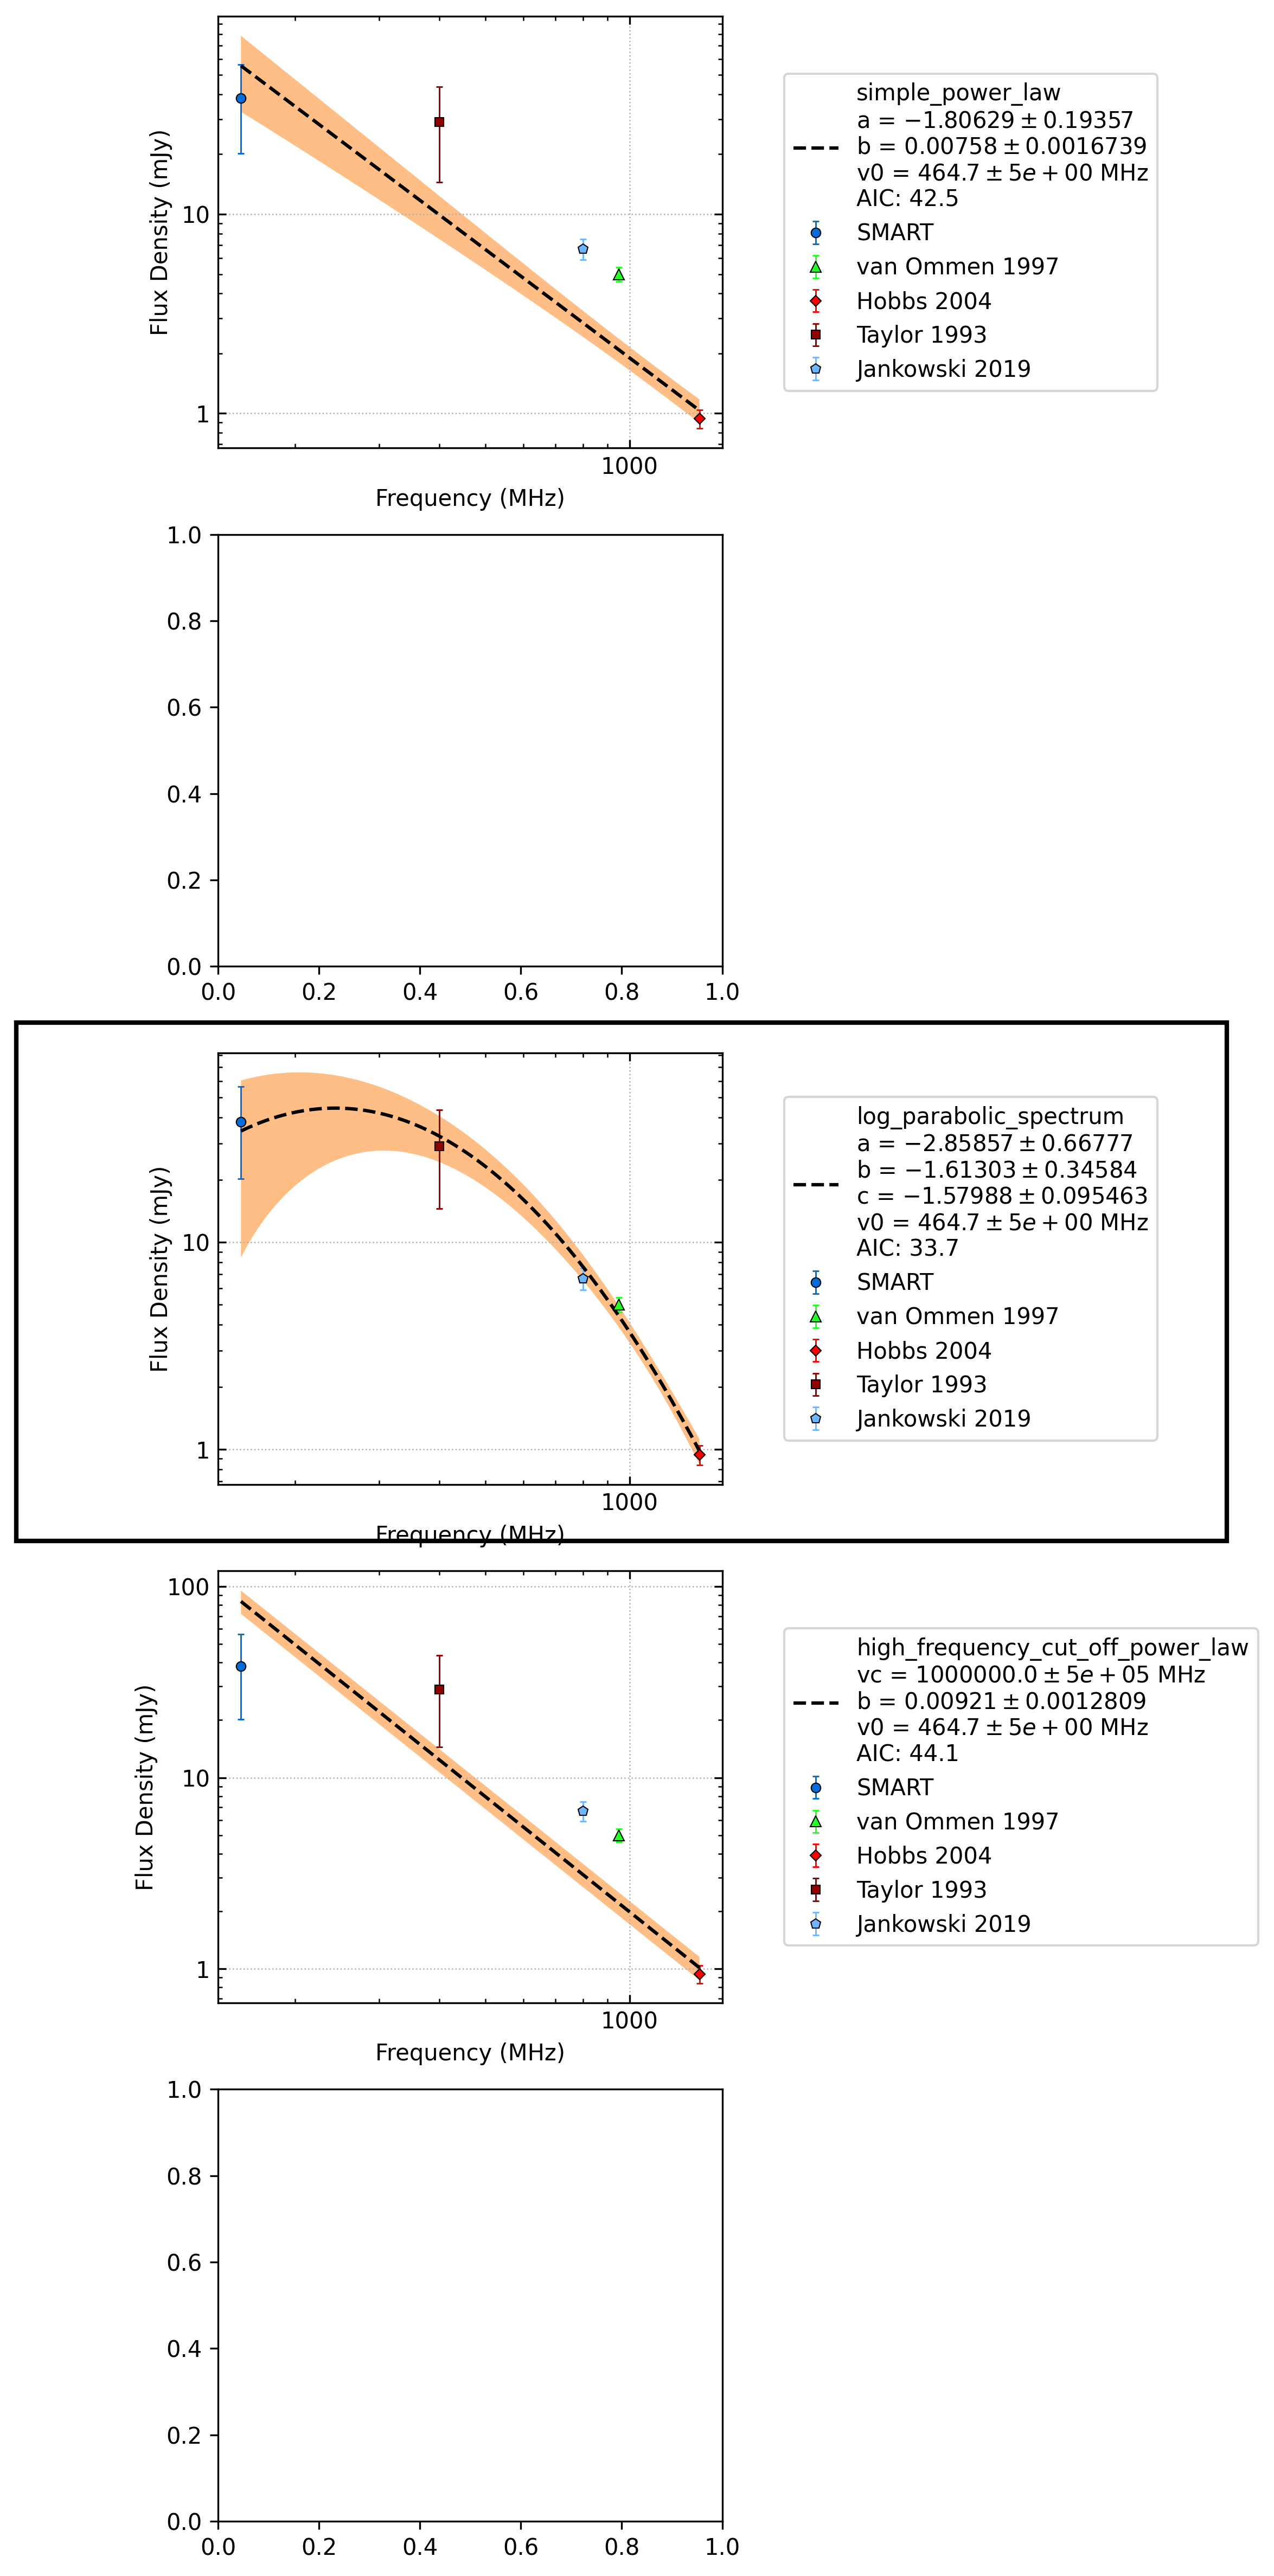 Flux Density (mJy)
10
1
1000
Frequency (MHz)
simple_power_law
a = −1.80629 ± 0.19357
b = 0.00758 ± 0.0016739
v0 = 464.7 ± 5e + 00 MHz
AIC: 42.5
SMART
van Ommen 1997
Hobbs 2004
Taylor 1993
Jankowski 2019
1.0
0.8
0.6
0.4
0.2
0.0
0.0 0.2 0.4 0.6 0.8 1.0
Flux Density (mJy)
10
1
1000
Frequency (MHz)
log_parabolic_spectrum
a = −2.85857 ± 0.66777
b = −1.61303 ± 0.34584
c = −1.57988 ± 0.095463
v0 = 464.7 ± 5e + 00 MHz
AIC: 33.7
SMART
van Ommen 1997
Hobbs 2004
Taylor 1993
Jankowski 2019
Flux Density (mJy)
100
10
1
1000
Frequency (MHz)
high_frequency_cut_off_power_law
vc = 1000000.0 ± 5e + 05 MHz
b = 0.00921 ± 0.0012809
v0 = 464.7 ± 5e + 00 MHz
AIC: 44.1
SMART
van Ommen 1997
Hobbs 2004
Taylor 1993
Jankowski 2019
1.0
0.8
0.6
0.4
0.2
0.0
0.0 0.2 0.4 0.6 0.8 1.0